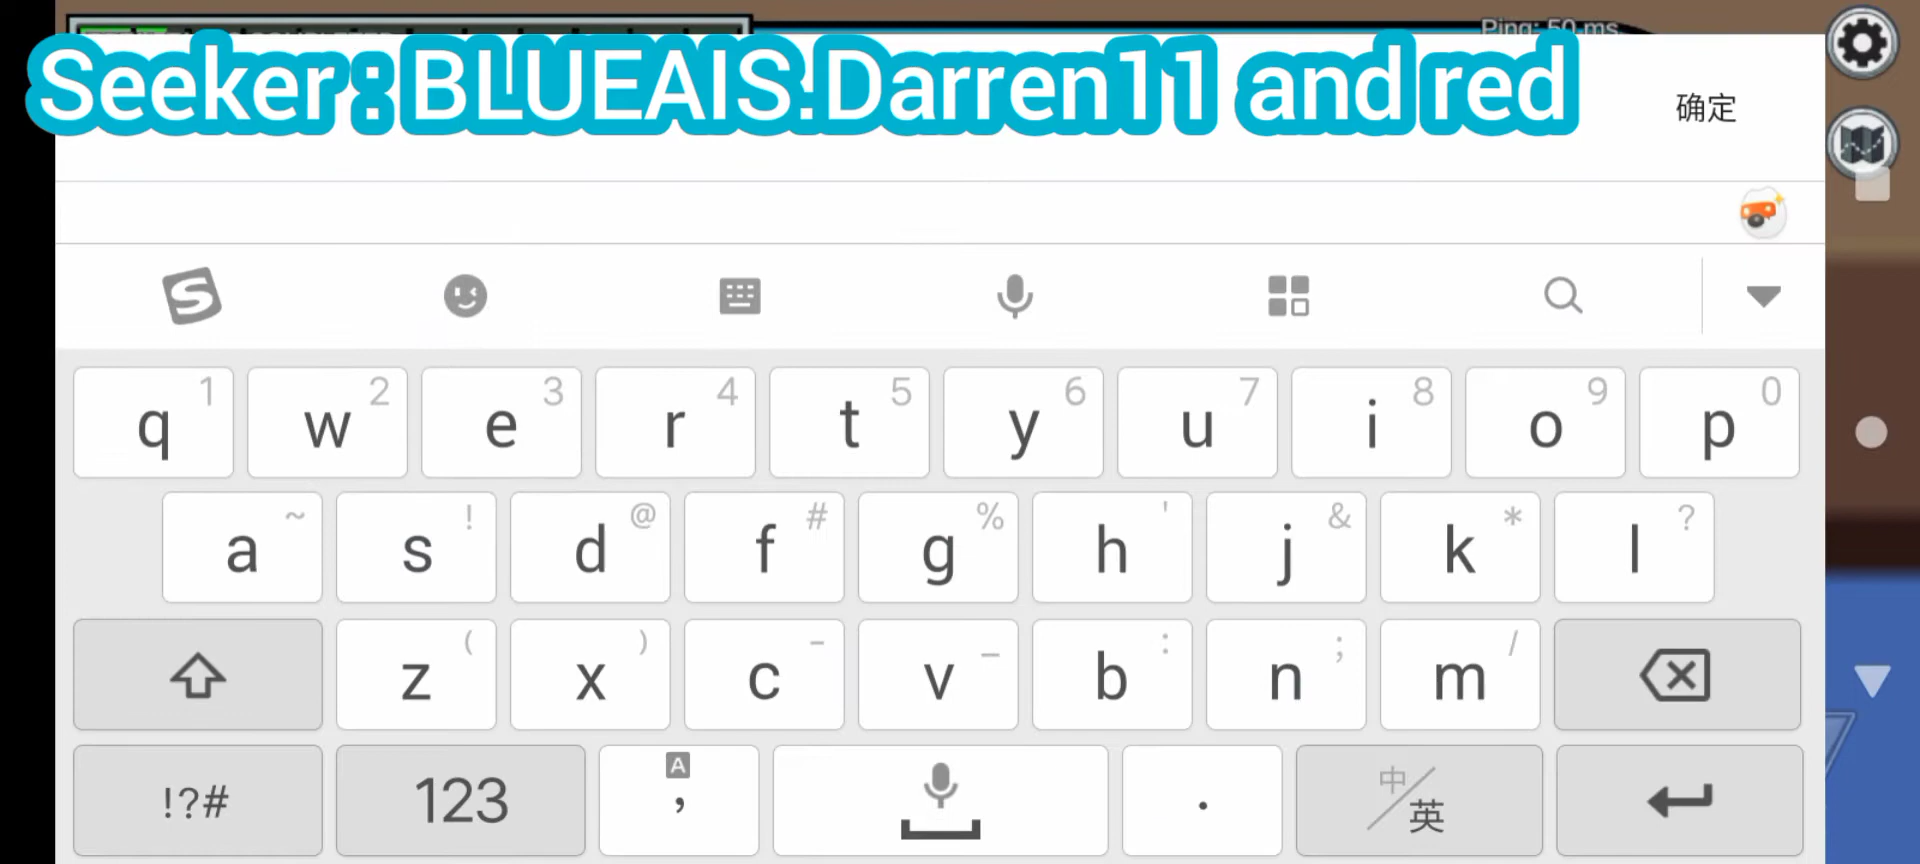 Ping: 50 ms
Seeker : BLUEAIS.Darren11 and red
确定
q 1 w 2 e 3 r 4 t 5 y 6 u 7 i 8 o 9 p 0
a ~ s ! d @ f # g % h ' j & k * l ?
z ( x ) c - v _ b : n ; m /
!?# 123 A , . 中/英